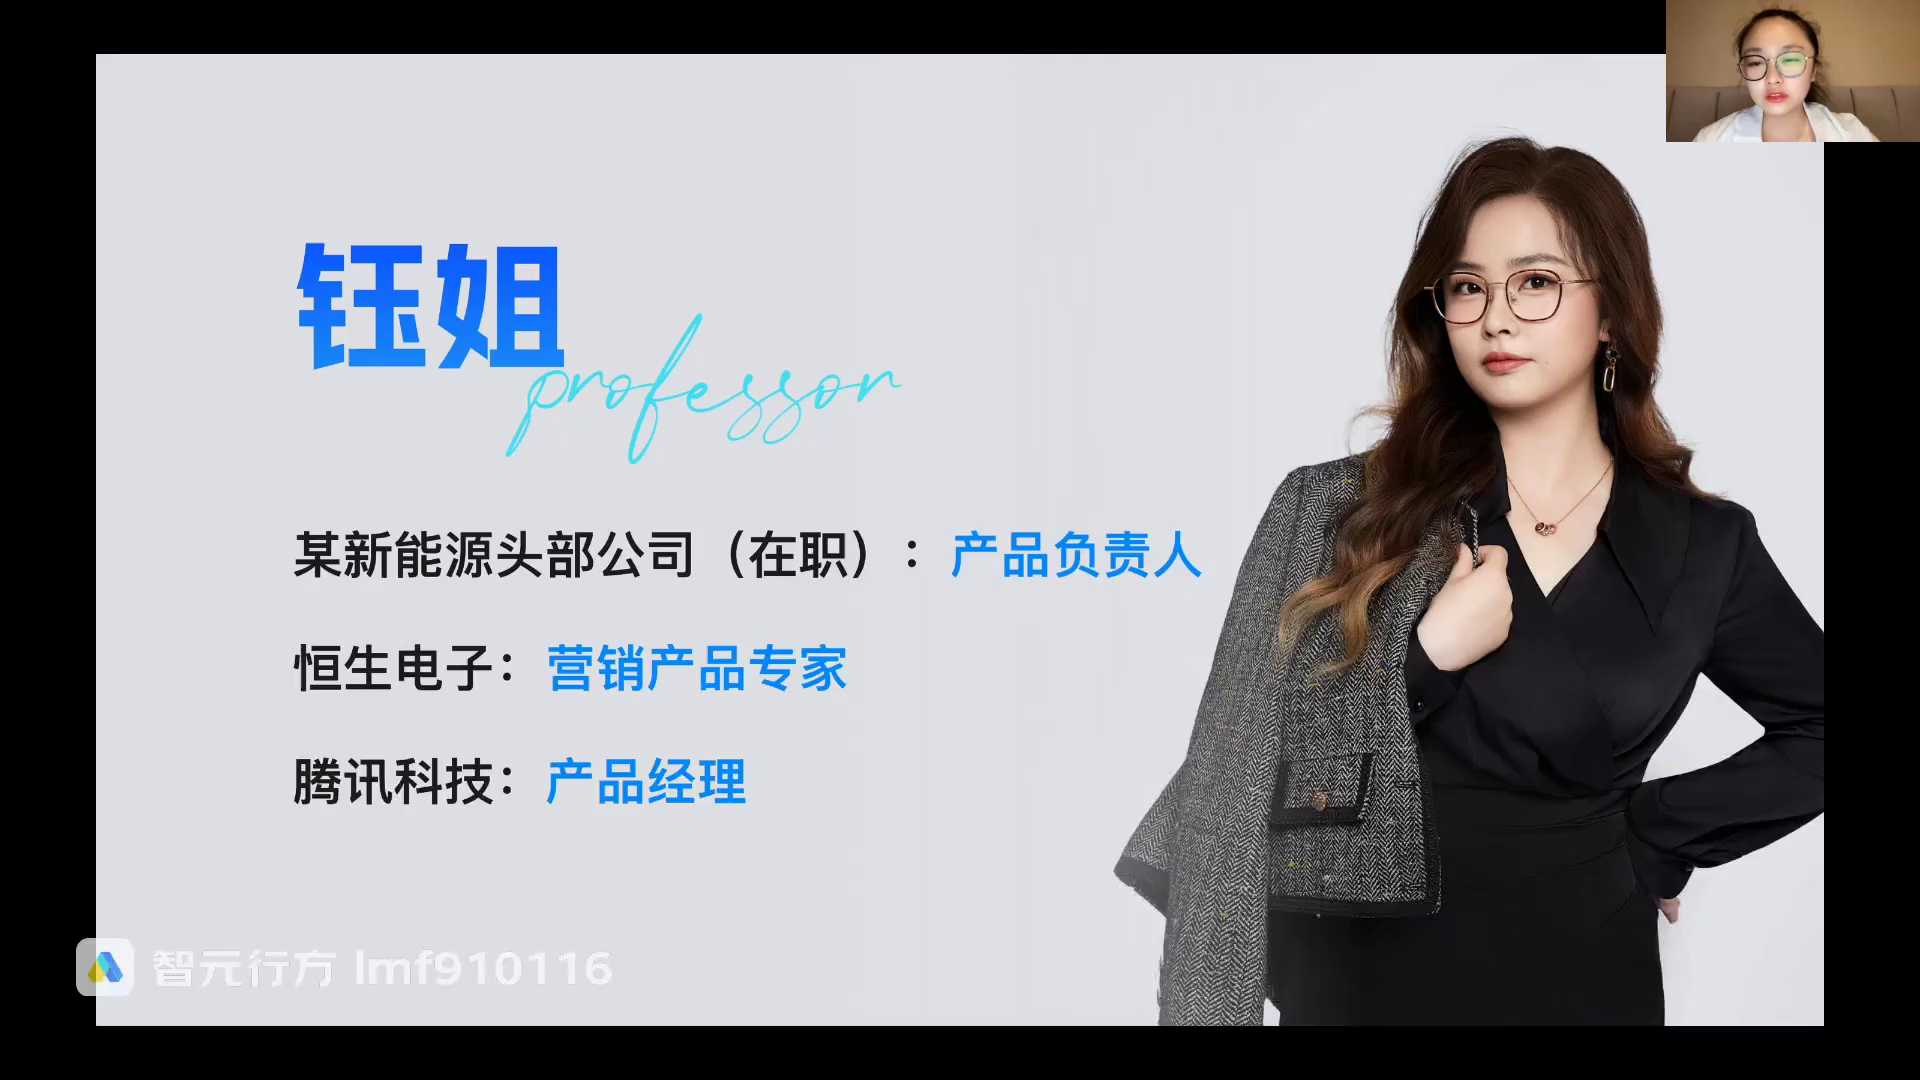 钰姐
professor
某新能源头部公司（在职）：产品负责人
恒生电子：营销产品专家
腾讯科技：产品经理
智元行方 lmf910116